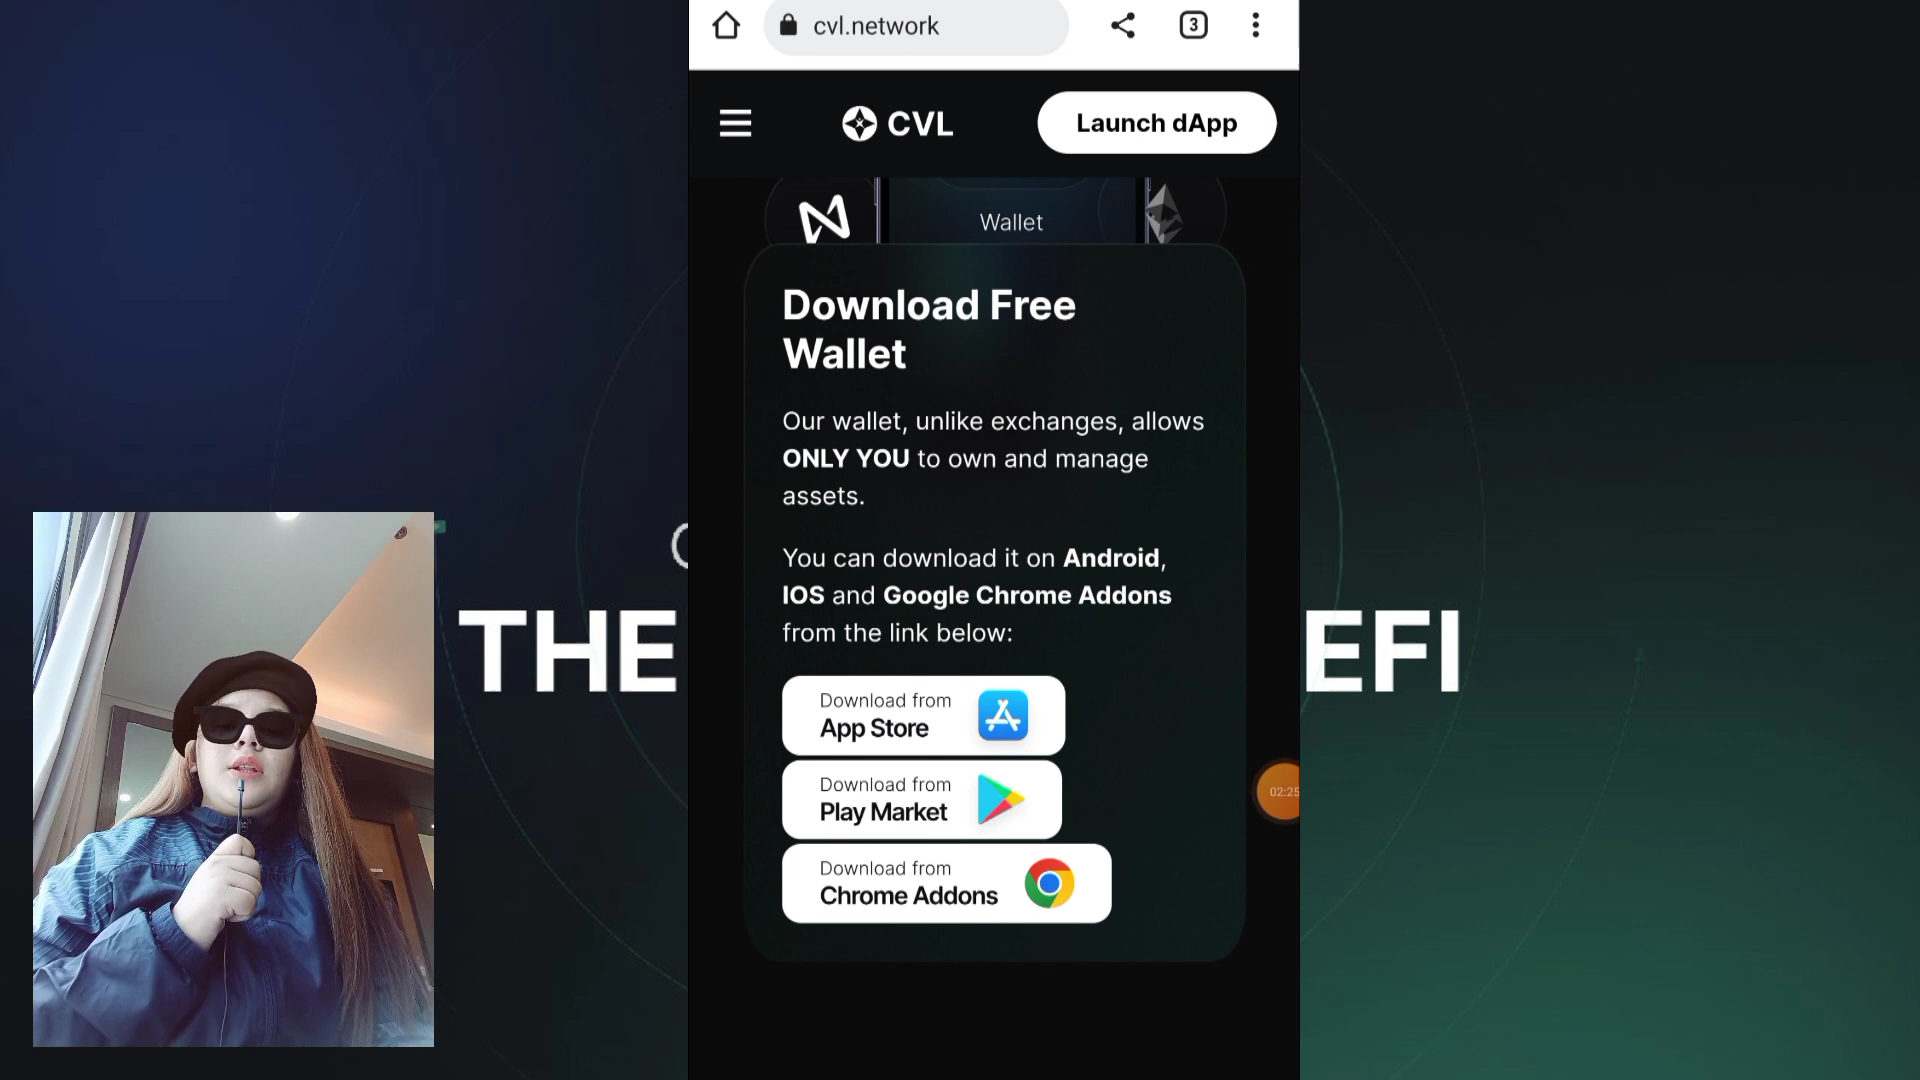 cvl.network
3
CVL
Launch dApp
Wallet
Download Free
Wallet
Our wallet, unlike exchanges, allows
ONLY YOU to own and manage
assets.
You can download it on Android,
IOS and Google Chrome Addons
from the link below:
Download from
App Store
Download from
Play Market
Download from
Chrome Addons
02:25
THE
EFI